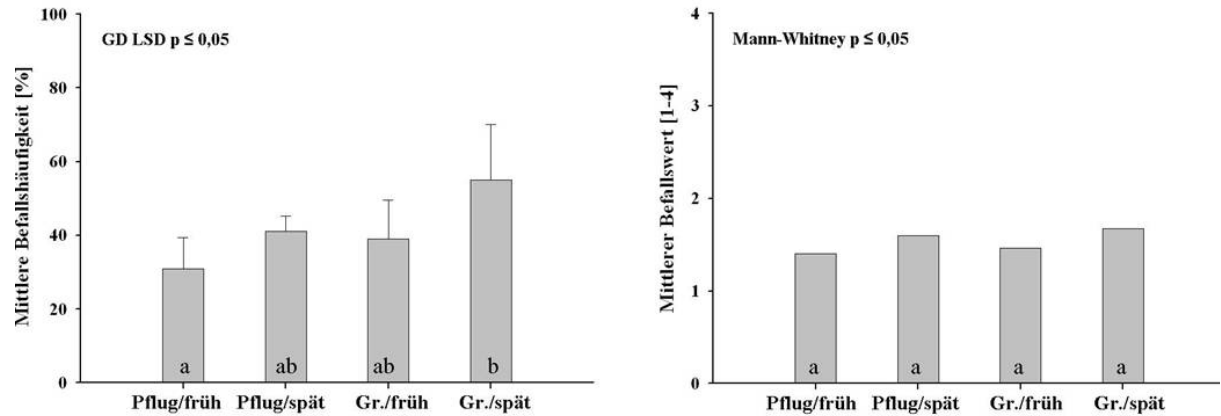 Mittlere Befallshäufigkeit [%]
100
80
60
40
20
0
GD LSD p ≤ 0,05
a ab ab b
Pflug/früh Pflug/spät Gr./früh Gr./spät
Mittlerer Befallswert [1-4]
4
3
2
1
0
Mann-Whitney p ≤ 0,05
a a a a
Pflug/früh Pflug/spät Gr./früh Gr./spät